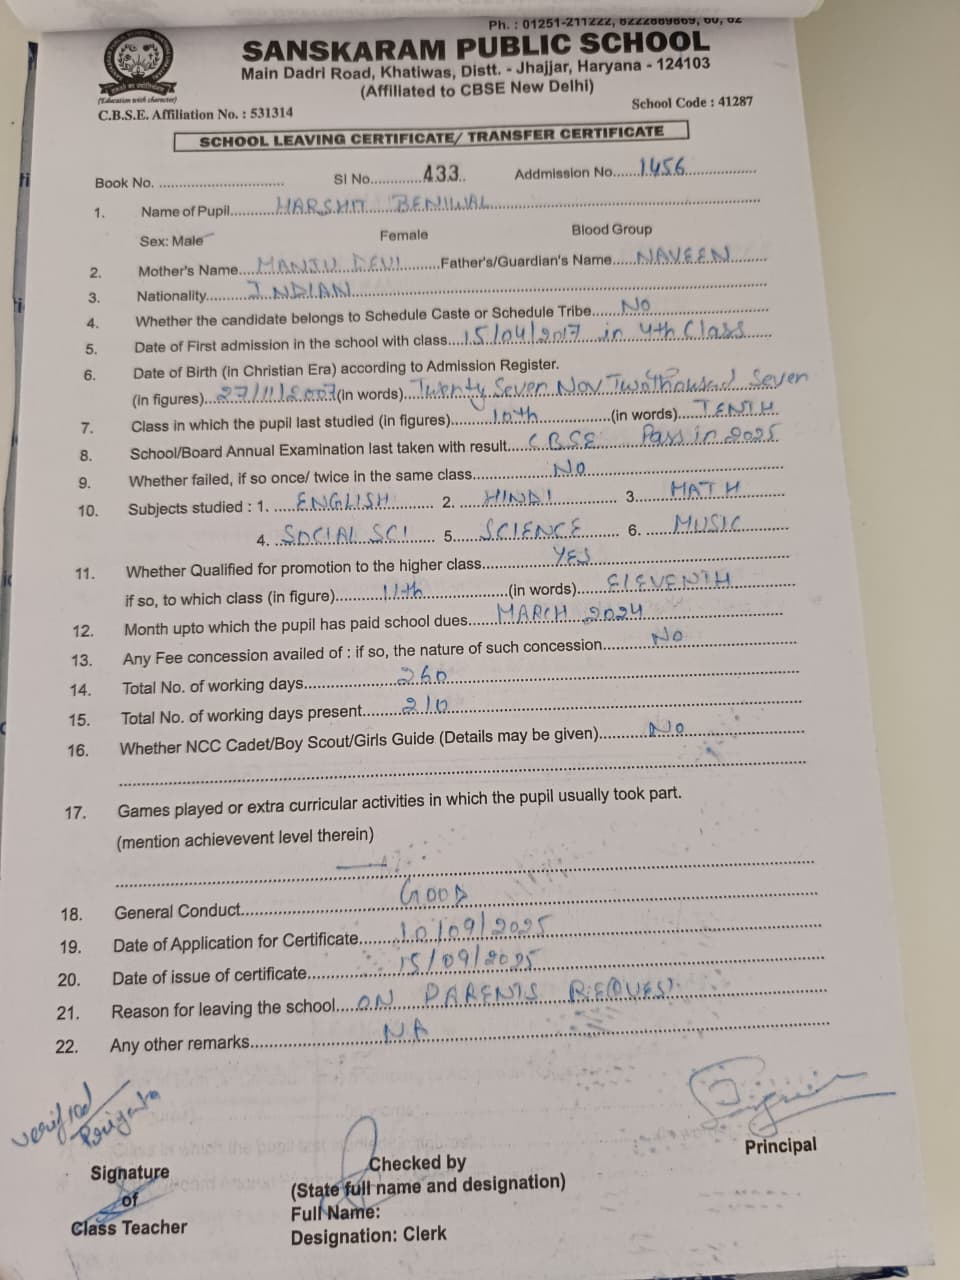 Ph. : 01251-211222, 8222889869, 60, 62
SANSKARAM PUBLIC SCHOOL
Main Dadri Road, Khatiwas, Distt. - Jhajjar, Haryana - 124103
(Affiliated to CBSE New Delhi)
(Education with character)
C.B.S.E. Affiliation No. : 531314 School Code : 41287
SCHOOL LEAVING CERTIFICATE/ TRANSFER CERTIFICATE
Book No. .......... Sl No. 433 Addmission No. 1456
1. Name of Pupil HARSHIT BENIWAL
Sex: Male Female Blood Group
2. Mother's Name MANJU DEVI Father's/Guardian's Name NAVEEN
3. Nationality INDIAN
4. Whether the candidate belongs to Schedule Caste or Schedule Tribe NO
5. Date of First admission in the school with class 15/04/2017 in 4th Class
6. Date of Birth (in Christian Era) according to Admission Register.
(in figures) 27/11/2007 (in words) Twenty Seven Nov Two thousand Seven
7. Class in which the pupil last studied (in figures) 10th (in words) TENTH
8. School/Board Annual Examination last taken with result CBSE Pass in 2025
9. Whether failed, if so once/ twice in the same class NO
10. Subjects studied : 1. ENGLISH 2. HINDI 3. MATH
4. SOCIAL SCI 5. SCIENCE 6. MUSIC
11. Whether Qualified for promotion to the higher class YES
if so, to which class (in figure) 11th (in words) ELEVENTH
12. Month upto which the pupil has paid school dues MARCH 2024
13. Any Fee concession availed of : if so, the nature of such concession No
14. Total No. of working days 260
15. Total No. of working days present 210
16. Whether NCC Cadet/Boy Scout/Girls Guide (Details may be given) No
17. Games played or extra curricular activities in which the pupil usually took part.
(mention achievevent level therein)
18. General Conduct GOOD
19. Date of Application for Certificate 10/09/2025
20. Date of issue of certificate 15/09/2025
21. Reason for leaving the school ON PARENTS REQUEST
22. Any other remarks NA
Verified
Priyanka
Signature
of
Class Teacher
Checked by
(State full name and designation)
Full Name:
Designation: Clerk
Principal